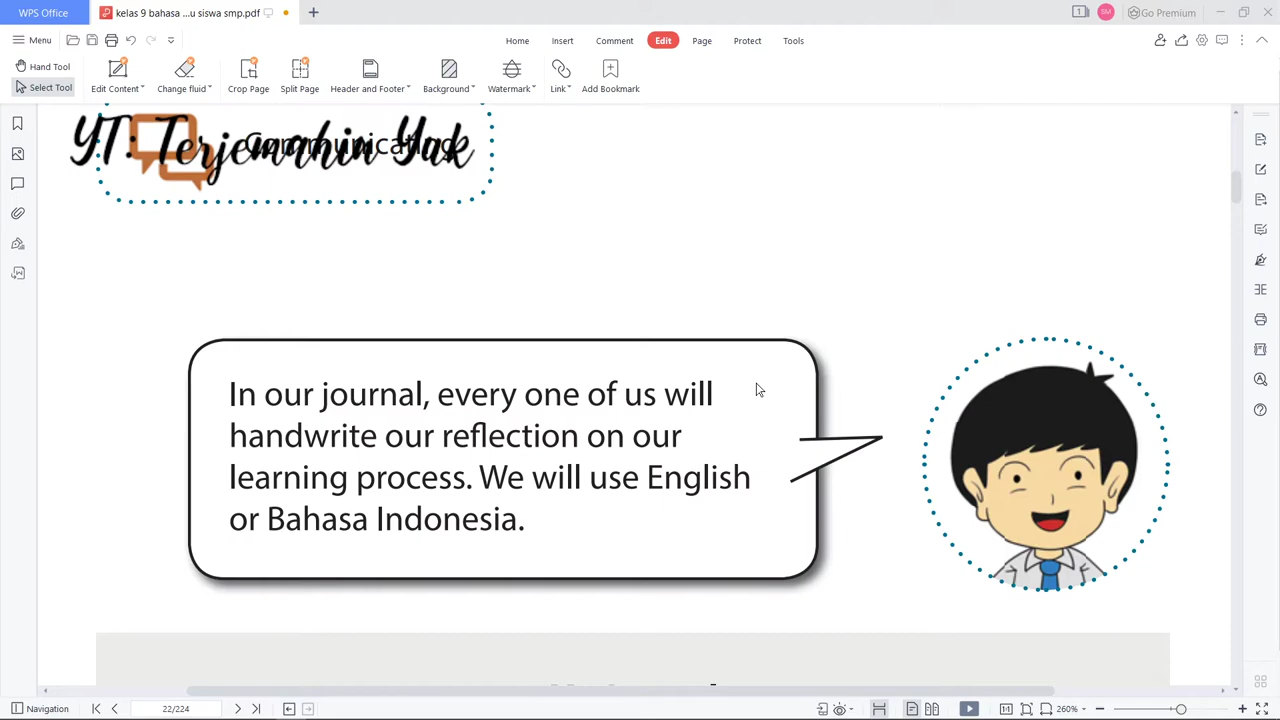 WPS Office
kelas 9 bahasa ...u siswa smp.pdf
1
SM
Go Premium
Menu
Home
Insert
Comment
Edit
Page
Protect
Tools
Hand Tool
Select Tool
Edit Content
Change fluid
Crop Page
Split Page
Header and Footer
Background
Watermark
Link
Add Bookmark
YT: Terjemahin Yuk
Communicating
In our journal, every one of us will
handwrite our reflection on our
learning process. We will use English
or Bahasa Indonesia.
Navigation
22/224
260%